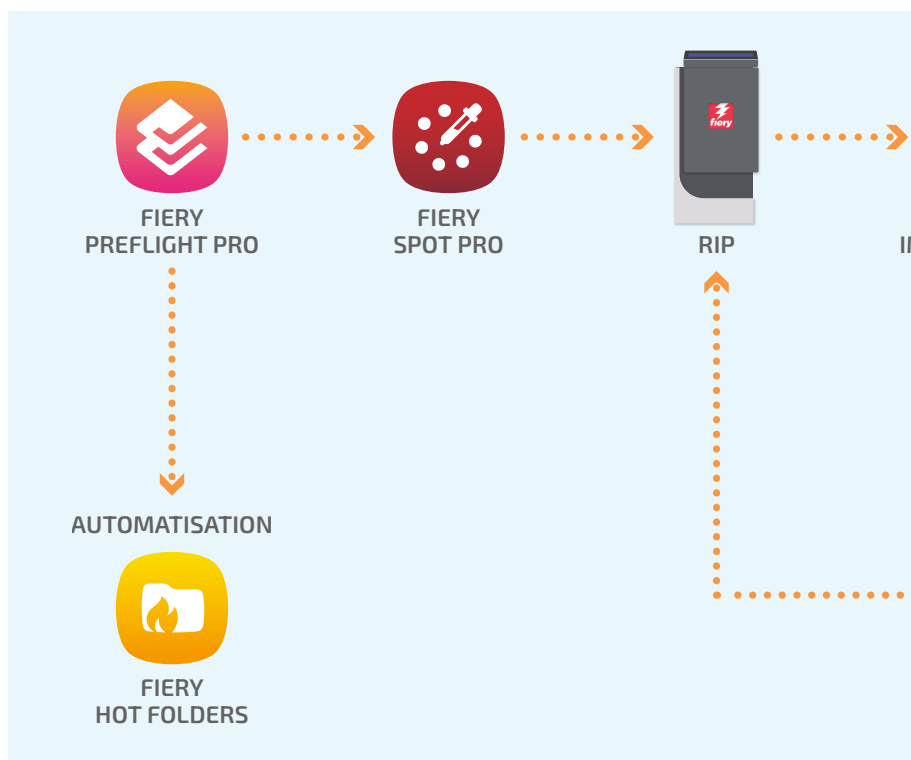 fiery
FIERY
PREFLIGHT PRO
FIERY
SPOT PRO
RIP
AUTOMATISATION
FIERY
HOT FOLDERS